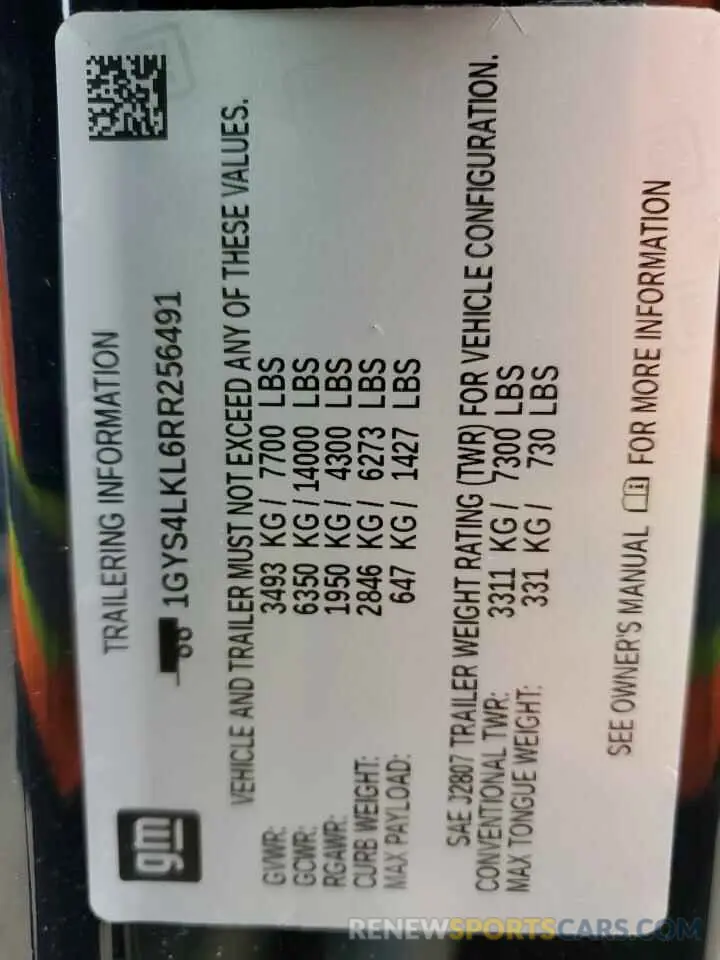 gm
TRAILERING INFORMATION
1GYS4LKL6RR256491
VEHICLE AND TRAILER MUST NOT EXCEED ANY OF THESE VALUES.
GVWR: 3493 KG / 7700 LBS
GCWR: 6350 KG / 14000 LBS
RGAWR: 1950 KG / 4300 LBS
CURB WEIGHT: 2846 KG / 6273 LBS
MAX PAYLOAD: 647 KG / 1427 LBS
SAE J2807 TRAILER WEIGHT RATING (TWR) FOR VEHICLE CONFIGURATION.
CONVENTIONAL TWR: 3311 KG / 7300 LBS
MAX TONGUE WEIGHT: 331 KG / 730 LBS
SEE OWNER'S MANUAL FOR MORE INFORMATION
RENEWSPORTSCARS.COM